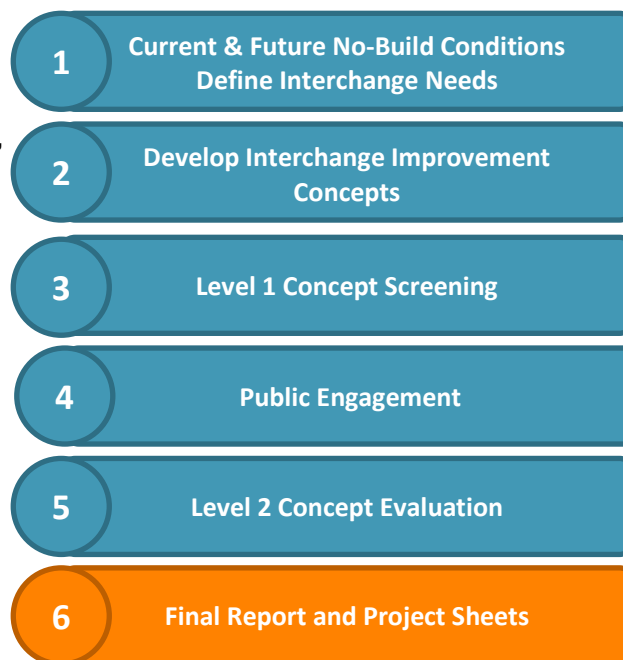 1
Current & Future No-Build Conditions
Define Interchange Needs
2
Develop Interchange Improvement
Concepts
3
Level 1 Concept Screening
4
Public Engagement
5
Level 2 Concept Evaluation
6
Final Report and Project Sheets